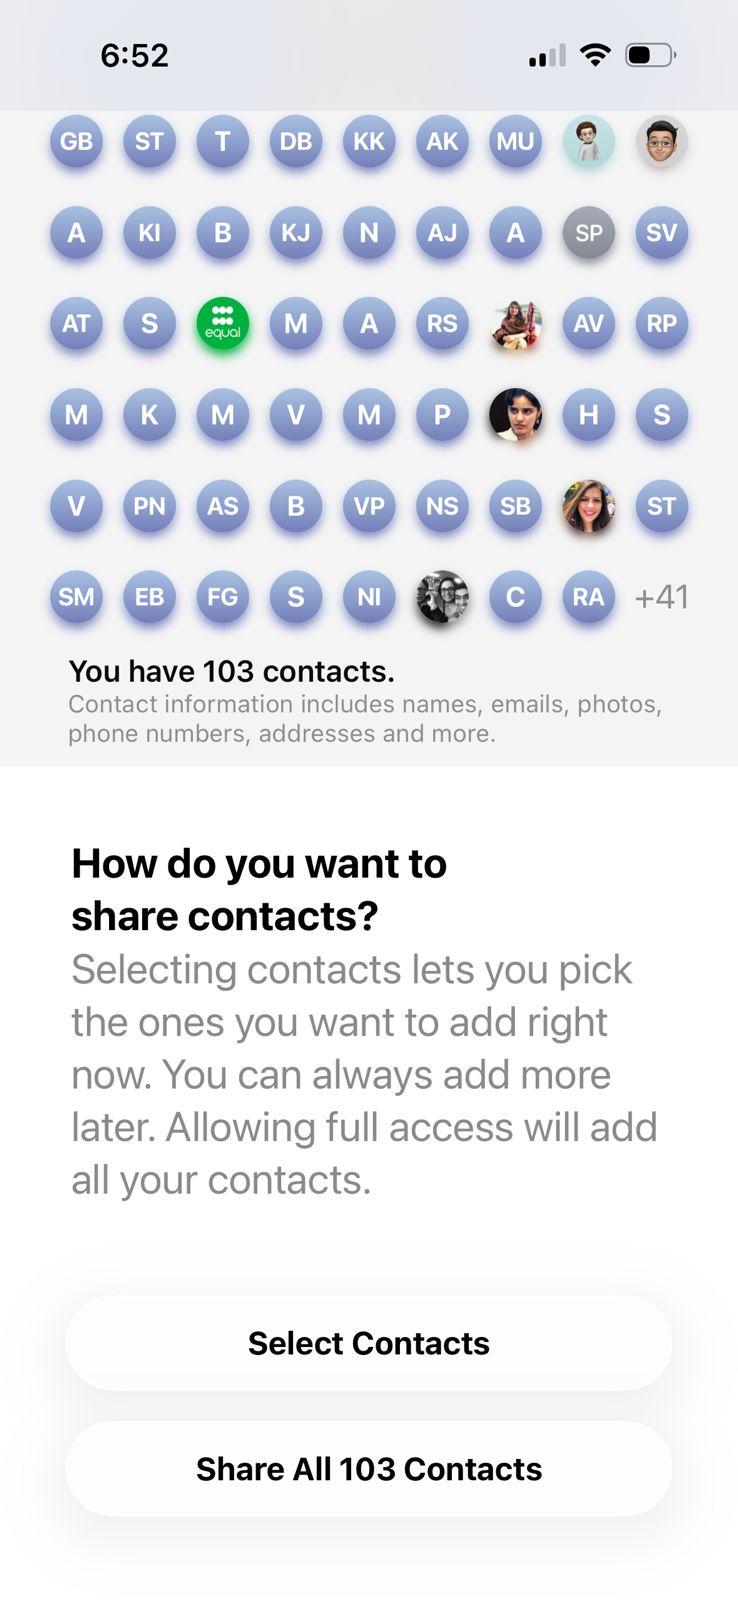 6:52
GB ST T DB KK AK MU
A KI B KJ N AJ A SP SV
AT S equal M A RS AV RP
M K M V M P H S
V PN AS B VP NS SB ST
SM EB FG S NI C RA +41
You have 103 contacts.
Contact information includes names, emails, photos,
phone numbers, addresses and more.
How do you want to
share contacts?
Selecting contacts lets you pick
the ones you want to add right
now. You can always add more
later. Allowing full access will add
all your contacts.
Select Contacts
Share All 103 Contacts